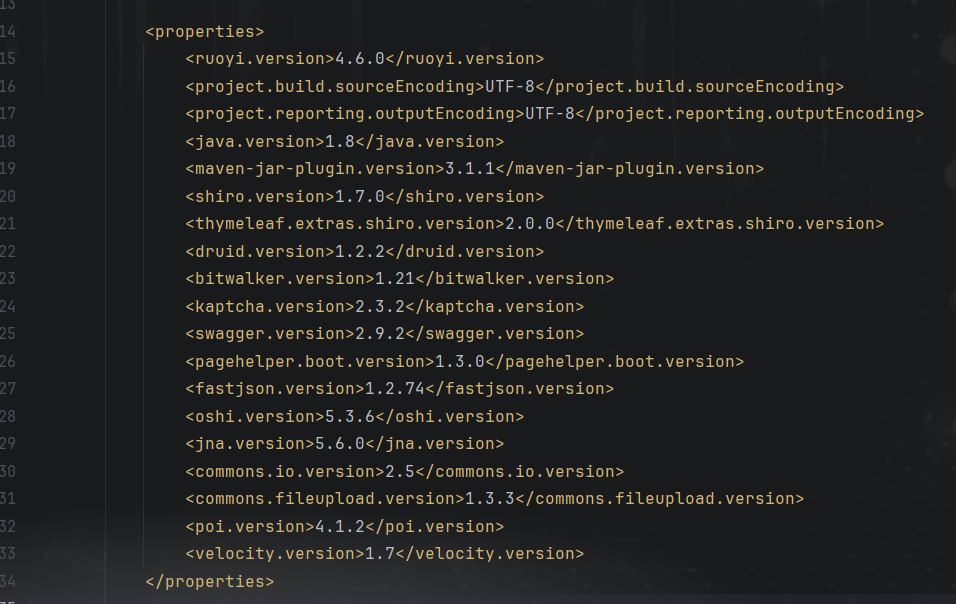 13
14 <properties>
15 <ruoyi.version>4.6.0</ruoyi.version>
16 <project.build.sourceEncoding>UTF-8</project.build.sourceEncoding>
17 <project.reporting.outputEncoding>UTF-8</project.reporting.outputEncoding>
18 <java.version>1.8</java.version>
19 <maven-jar-plugin.version>3.1.1</maven-jar-plugin.version>
20 <shiro.version>1.7.0</shiro.version>
21 <thymeleaf.extras.shiro.version>2.0.0</thymeleaf.extras.shiro.version>
22 <druid.version>1.2.2</druid.version>
23 <bitwalker.version>1.21</bitwalker.version>
24 <kaptcha.version>2.3.2</kaptcha.version>
25 <swagger.version>2.9.2</swagger.version>
26 <pagehelper.boot.version>1.3.0</pagehelper.boot.version>
27 <fastjson.version>1.2.74</fastjson.version>
28 <oshi.version>5.3.6</oshi.version>
29 <jna.version>5.6.0</jna.version>
30 <commons.io.version>2.5</commons.io.version>
31 <commons.fileupload.version>1.3.3</commons.fileupload.version>
32 <poi.version>4.1.2</poi.version>
33 <velocity.version>1.7</velocity.version>
34 </properties>